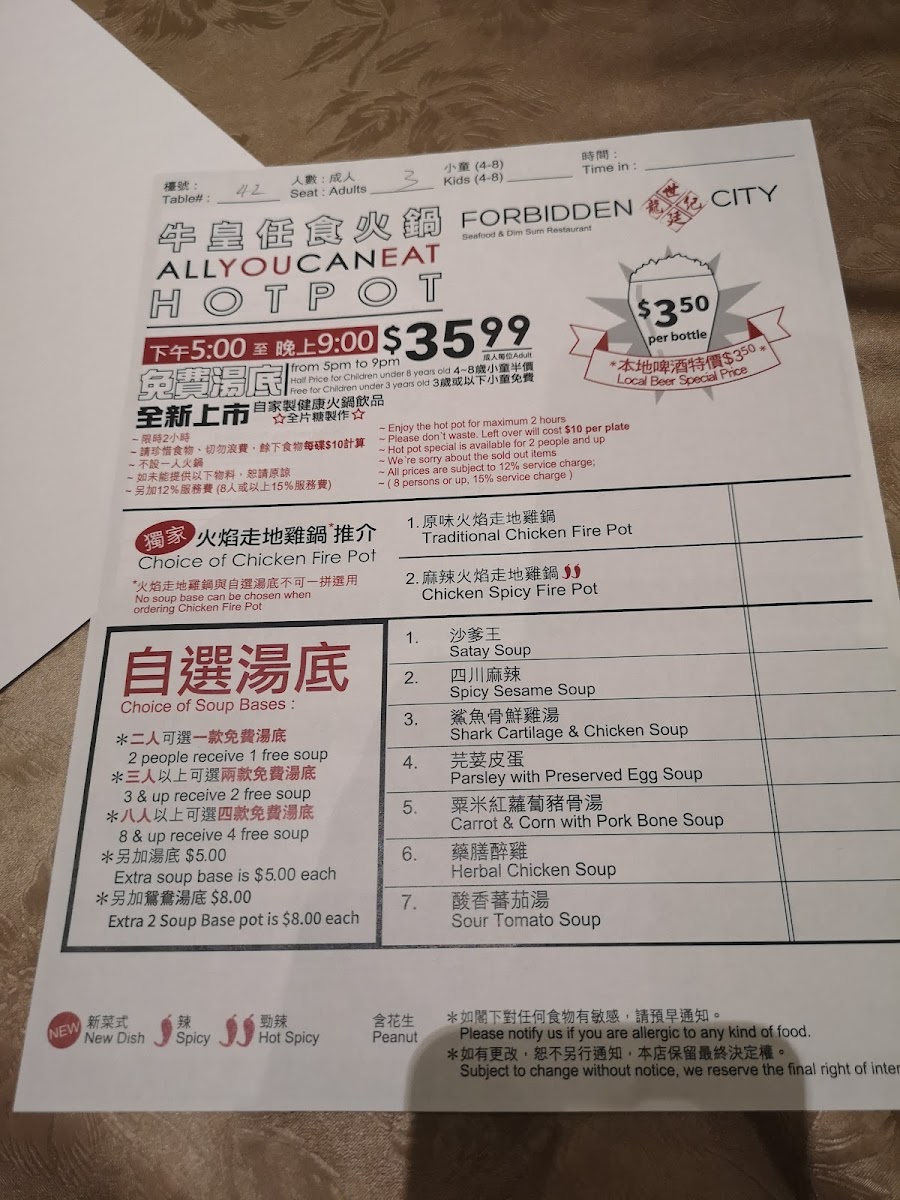 檯號：
Table# : 42
人數：成人
Seat : Adults 3
小童 (4-8)
Kids (4-8)
時間：
Time in :
牛皇任食火鍋
ALLYOUCANEAT
HOTPOT
FORBIDDEN 世紀龍廷 CITY
Seafood & Dim Sum Restaurant
$3 50
per bottle
*本地啤酒特價$3 50 *
Local Beer Special Price
下午5:00 至 晚上9:00
$35 99
成人每位Adult
免費湯底
from 5pm to 9pm
Half Price for Children under 8 years old 4~8歲小童半價
Free for Children under 3 years old 3歲或以下小童免費
全新上市 自家製健康火鍋飲品
☆全片糖製作☆
~ 限時2小時
~ 請珍惜食物、切勿浪費，餘下食物每碟$10計算
~ 不設一人火鍋
~ 如未能提供以下物料，恕請原諒
~ 另加12%服務費 (8人或以上15%服務費)
~ Enjoy the hot pot for maximum 2 hours
~ Please don't waste. Left over will cost $10 per plate
~ Hot pot special is available for 2 people and up
~ We're sorry about the sold out items
~ All prices are subject to 12% service charge;
~ ( 8 persons or up, 15% service charge )
獨家 火焰走地雞鍋*推介
Choice of Chicken Fire Pot
*火焰走地雞鍋與自選湯底不可一拼選用
No soup base can be chosen when
ordering Chicken Fire Pot
1. 原味火焰走地雞鍋
Traditional Chicken Fire Pot
2. 麻辣火焰走地雞鍋
Chicken Spicy Fire Pot
自選湯底
Choice of Soup Bases :
＊二人可選一款免費湯底
2 people receive 1 free soup
＊三人以上可選兩款免費湯底
3 & up receive 2 free soup
＊八人以上可選四款免費湯底
8 & up receive 4 free soup
＊另加湯底 $5.00
Extra soup base is $5.00 each
＊另加鴛鴦湯底 $8.00
Extra 2 Soup Base pot is $8.00 each
1. 沙爹王
Satay Soup
2. 四川麻辣
Spicy Sesame Soup
3. 鯊魚骨鮮雞湯
Shark Cartilage & Chicken Soup
4. 芫荽皮蛋
Parsley with Preserved Egg Soup
5. 粟米紅蘿蔔豬骨湯
Carrot & Corn with Pork Bone Soup
6. 藥膳醉雞
Herbal Chicken Soup
7. 酸香蕃茄湯
Sour Tomato Soup
NEW 新菜式
New Dish
辣
Spicy
勁辣
Hot Spicy
含花生
Peanut
＊如閣下對任何食物有敏感，請預早通知。
Please notify us if you are allergic to any kind of food.
＊如有更改，恕不另行通知，本店保留最終決定權。
Subject to change without notice, we reserve the final right of inter